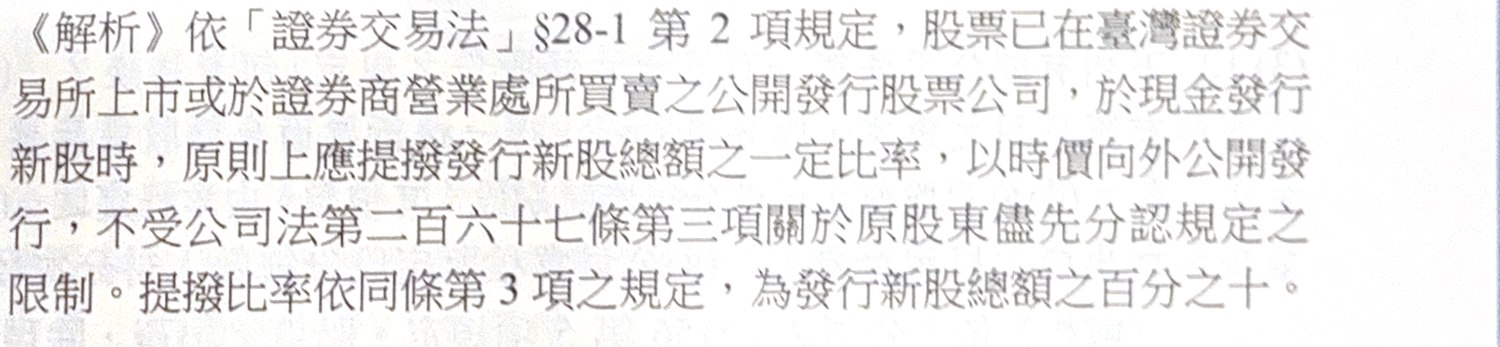 《解析》依「證券交易法」§28-1 第 2 項規定，股票已在臺灣證券交
易所上市或於證券商營業處所買賣之公開發行股票公司，於現金發行
新股時，原則上應提撥發行新股總額之一定比率，以時價向外公開發
行，不受公司法第二百六十七條第三項關於原股東儘先分認規定之
限制。提撥比率依同條第 3 項之規定，為發行新股總額之百分之十。